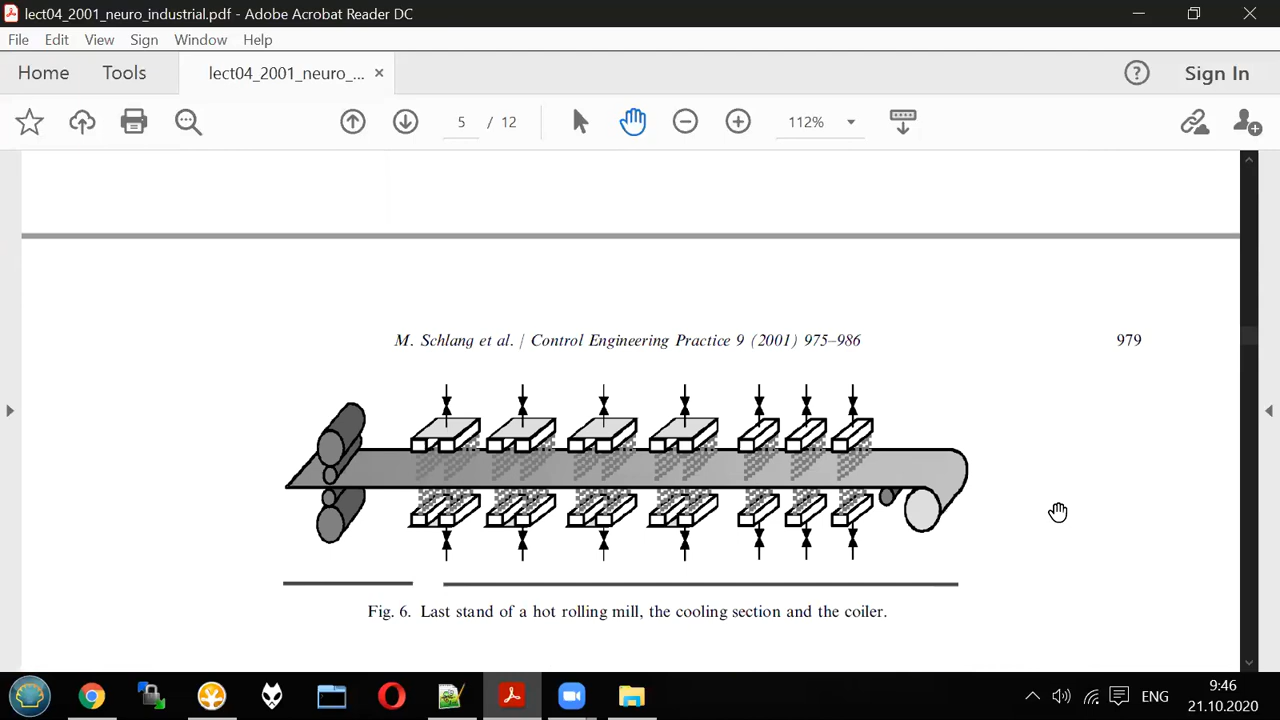 lect04_2001_neuro_industrial.pdf - Adobe Acrobat Reader DC
File Edit View Sign Window Help
Home Tools lect04_2001_neuro_... × Sign In
5 / 12 112%
M. Schlang et al. / Control Engineering Practice 9 (2001) 975–986 979
Fig. 6. Last stand of a hot rolling mill, the cooling section and the coiler.
ENG 9:46
21.10.2020